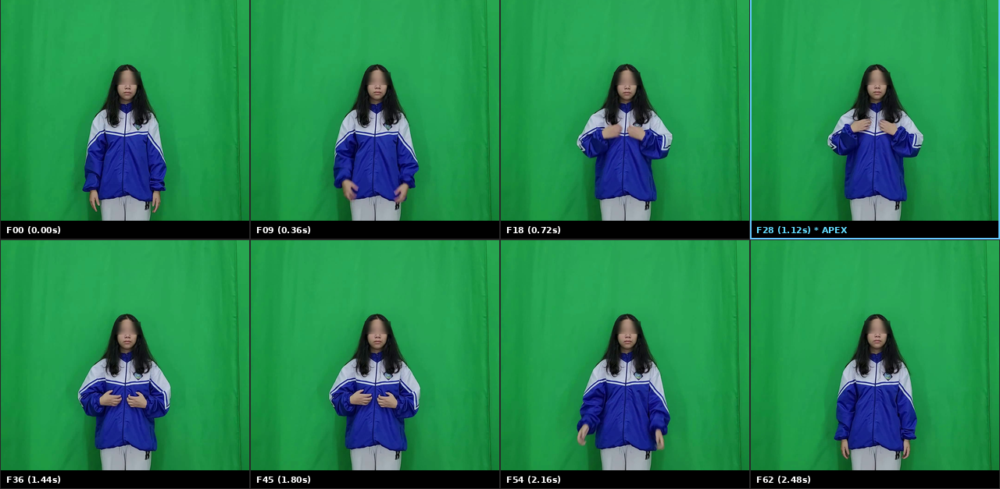 F00 (0.00s)
F09 (0.36s)
F18 (0.72s)
F28 (1.12s) * APEX
F36 (1.44s)
F45 (1.80s)
F54 (2.16s)
F62 (2.48s)